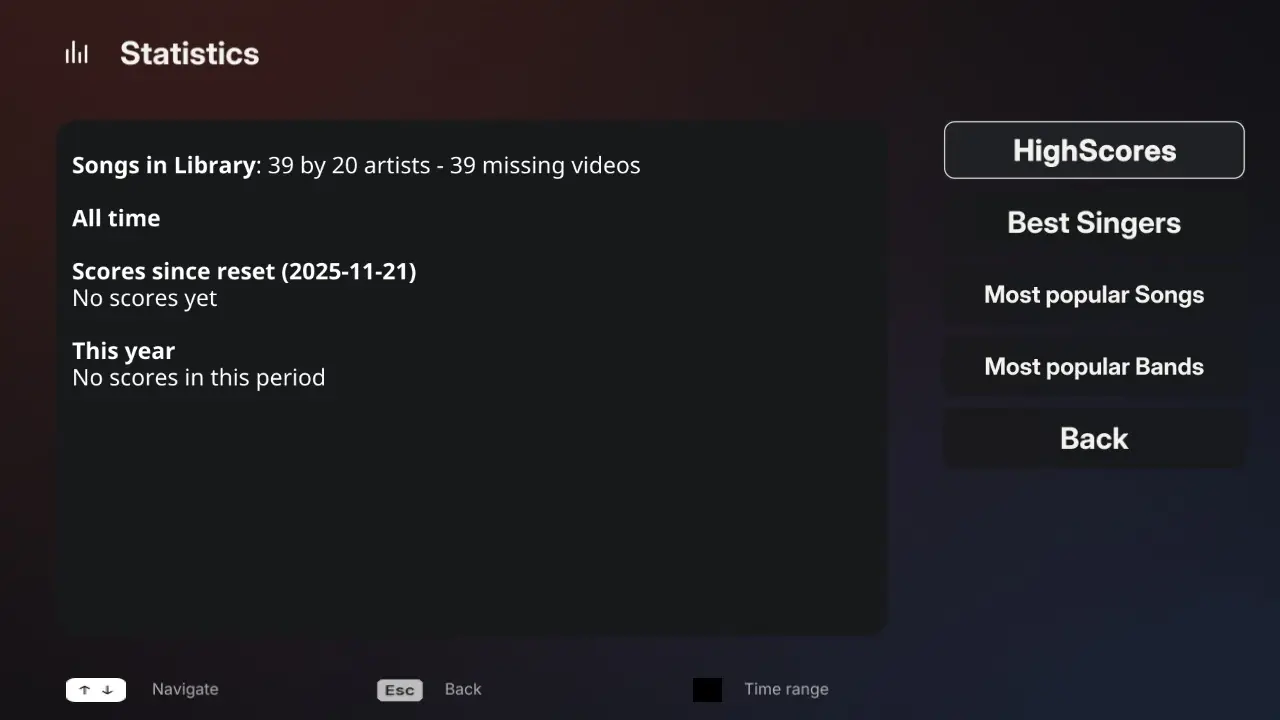 Statistics
Songs in Library: 39 by 20 artists - 39 missing videos
All time
Scores since reset (2025-11-21)
No scores yet
This year
No scores in this period
HighScores
Best Singers
Most popular Songs
Most popular Bands
Back
↑ ↓ Navigate
Esc Back
Time range